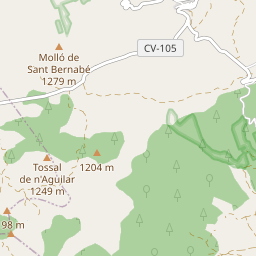 Molló de
Sant Bernabé
1279 m
CV-105
Tossal
de n'Aguilar
1249 m
1204 m
98 m